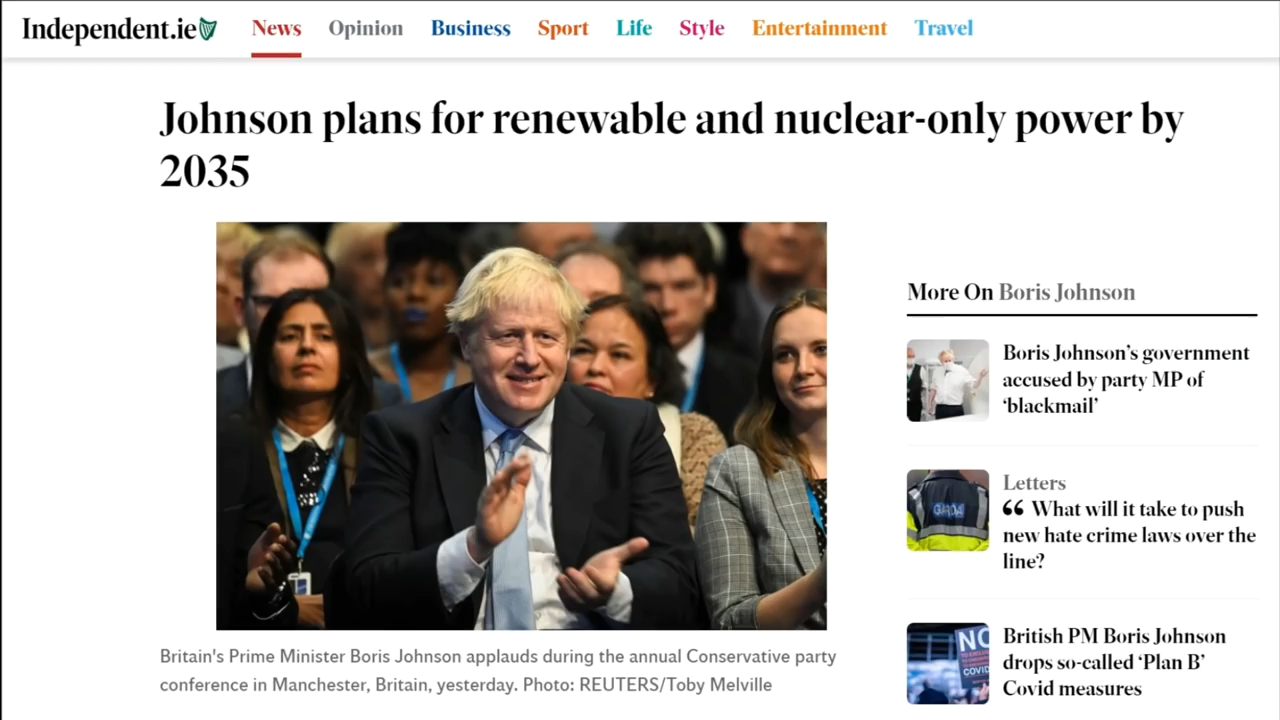 Independent.ie News Opinion Business Sport Life Style Entertainment Travel
Johnson plans for renewable and nuclear-only power by
2035
Britain's Prime Minister Boris Johnson applauds during the annual Conservative party
conference in Manchester, Britain, yesterday. Photo: REUTERS/Toby Melville
More On Boris Johnson
Boris Johnson’s government
accused by party MP of
‘blackmail’
GARDA
Letters
“ What will it take to push
new hate crime laws over the
line?
NO
COVID
British PM Boris Johnson
drops so-called ‘Plan B’
Covid measures